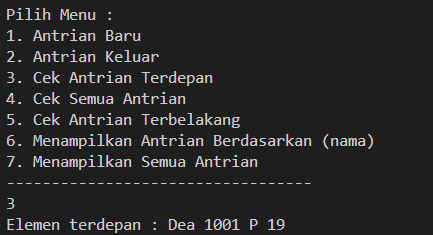 Pilih Menu :
1. Antrian Baru
2. Antrian Keluar
3. Cek Antrian Terdepan
4. Cek Semua Antrian
5. Cek Antrian Terbelakang
6. Menampilkan Antrian Berdasarkan (nama)
7. Menampilkan Semua Antrian
----------------------------------
3
Elemen terdepan : Dea 1001 P 19